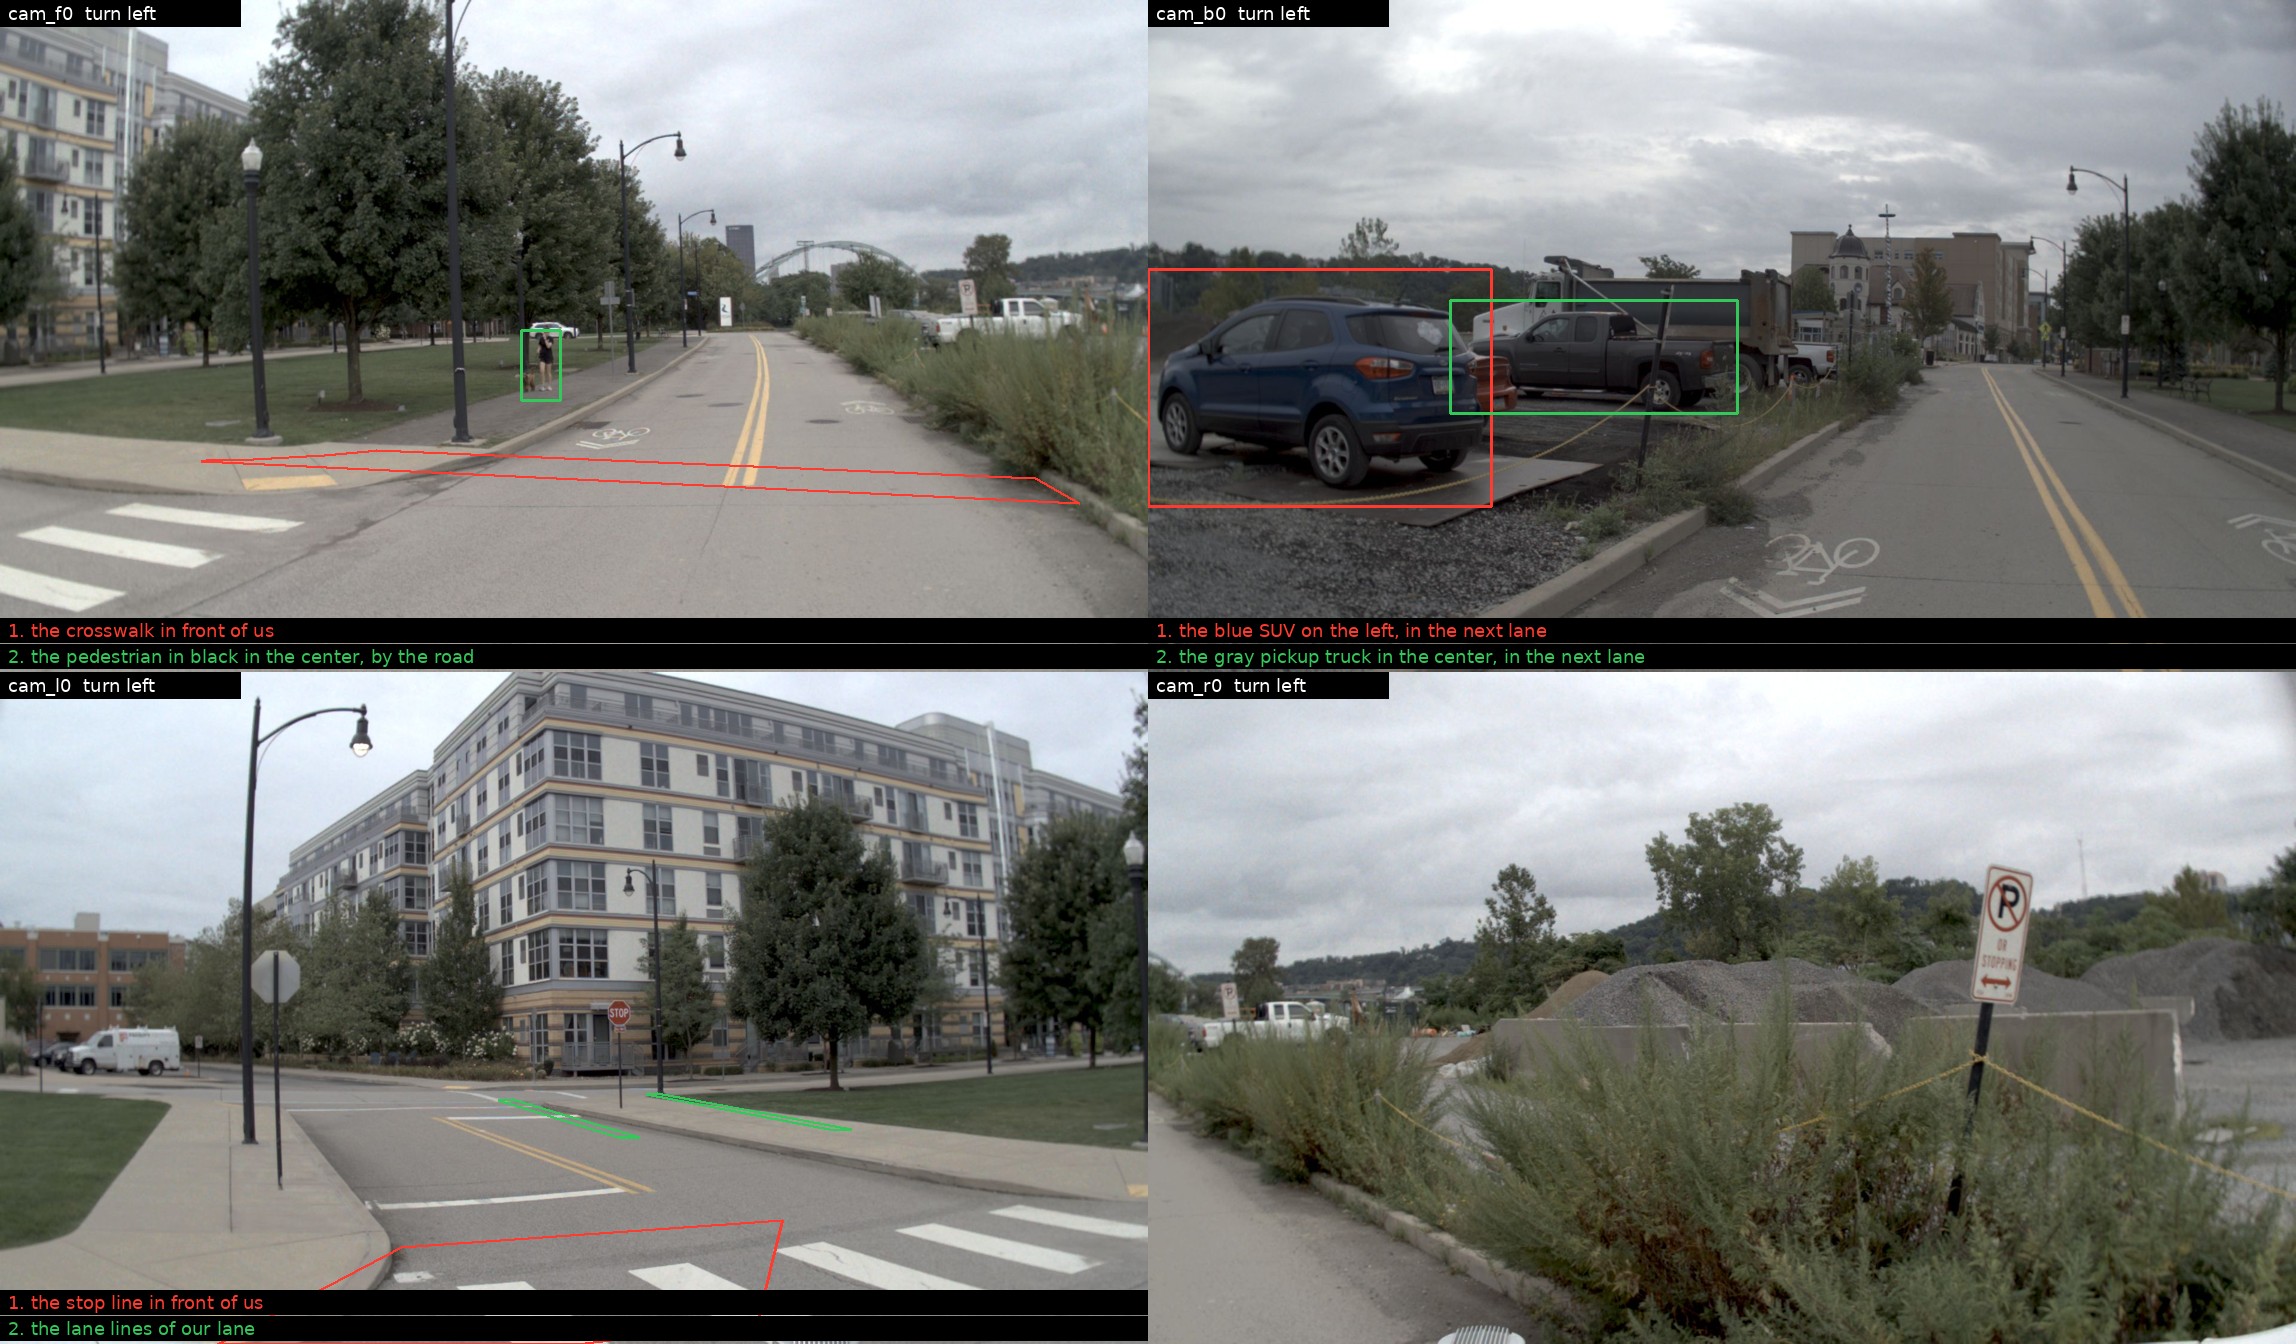 cam_f0 turn left
1. the crosswalk in front of us
2. the pedestrian in black in the center, by the road
cam_b0 turn left
1. the blue SUV on the left, in the next lane
2. the gray pickup truck in the center, in the next lane
cam_l0 turn left
STOP
1. the stop line in front of us
2. the lane lines of our lane
cam_r0 turn left
P
OR
STOPPING